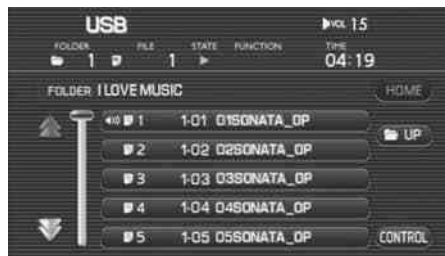 USB VOL 15
FOLDER FILE STATE FUNCTION TIME
1 1 04:19
FOLDER I LOVE MUSIC HOME
1 1-01 01SONATA_OP
UP
2 1-02 02SONATA_OP
3 1-03 03SONATA_OP
4 1-04 04SONATA_OP
5 1-05 05SONATA_OP CONTROL